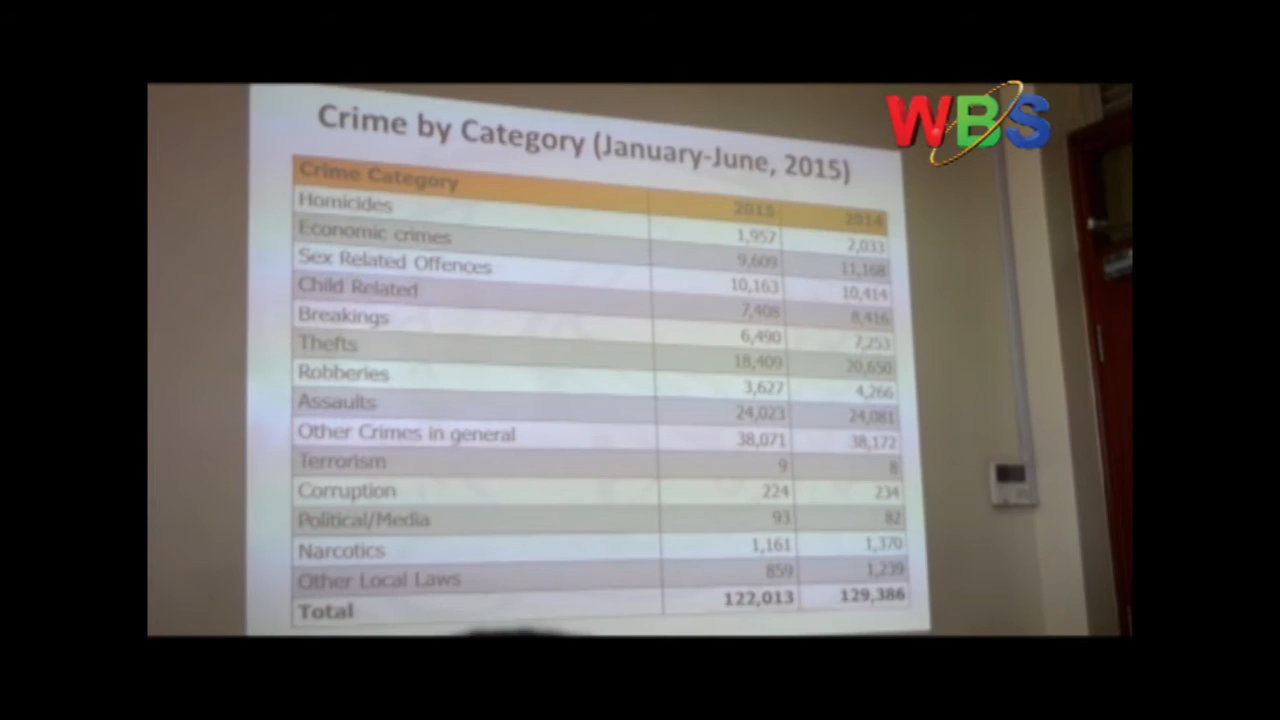 WBS
Crime by Category (January-June, 2015)
Crime Category 2015 2014
Homicides 1,957 2,033
Economic crimes 9,609 11,168
Sex Related Offences 10,163 10,414
Child Related 7,408 8,416
Breakings 6,490 7,253
Thefts 18,409 20,650
Robberies 3,627 4,266
Assaults 24,023 24,081
Other Crimes in general 38,071 38,172
Terrorism 9 8
Corruption 224 234
Political/Media 93 82
Narcotics 1,161 1,370
Other Local Laws 859 1,239
Total 122,013 129,386